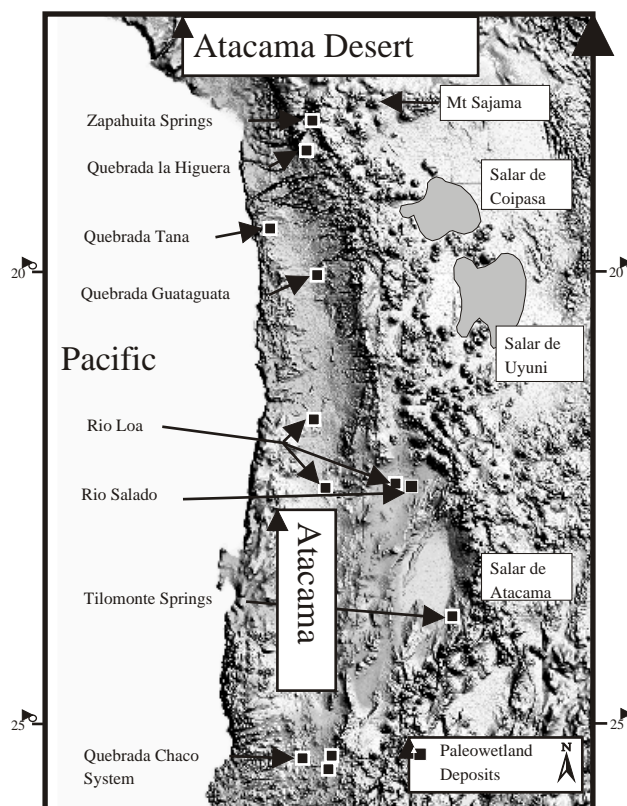 Atacama Desert
Mt Sajama
Zapahuita Springs
Quebrada la Higuera
Salar de
Coipasa
Quebrada Tana
20°
20
Quebrada Guataguata
Salar de
Uyuni
Pacific
Rio Loa
Rio Salado
Atacama
Salar de
Atacama
Tilomonte Springs
25°
25
Quebrada Chaco
System
Paleowetland
Deposits
N